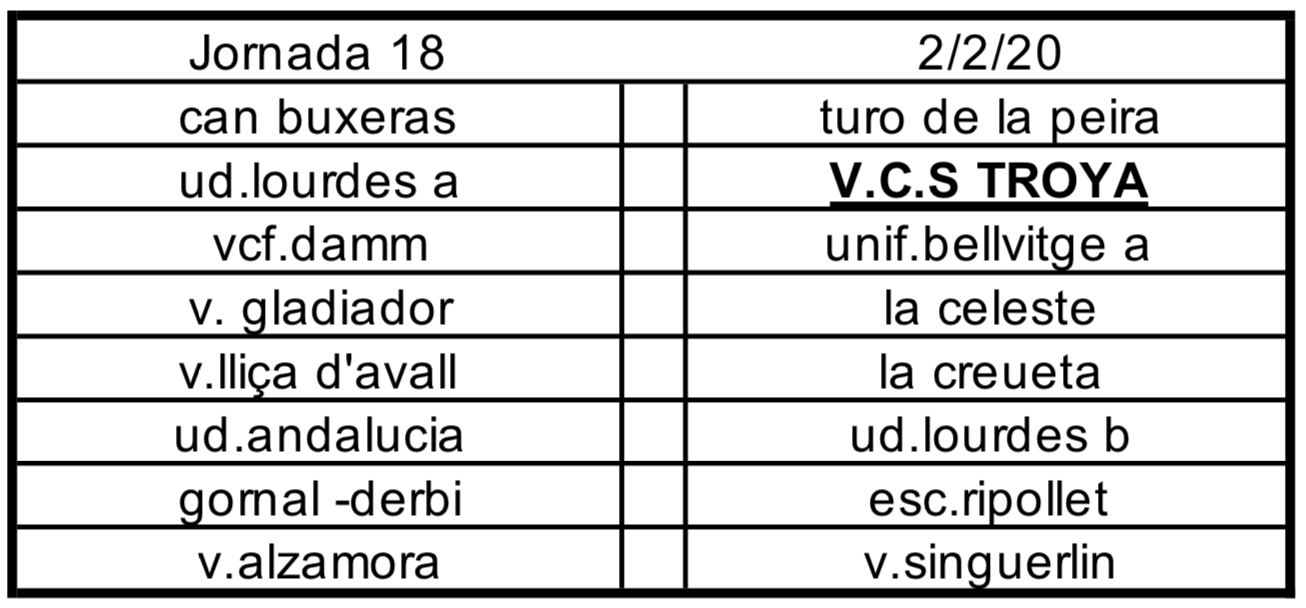 Jornada 18 2/2/20
can buxeras turo de la peira
ud.lourdes a V.C.S TROYA
vcf.damm unif.bellvitge a
v. gladiador la celeste
v.lliça d'avall la creueta
ud.andalucia ud.lourdes b
gornal -derbi esc.ripollet
v.alzamora v.singuerlin